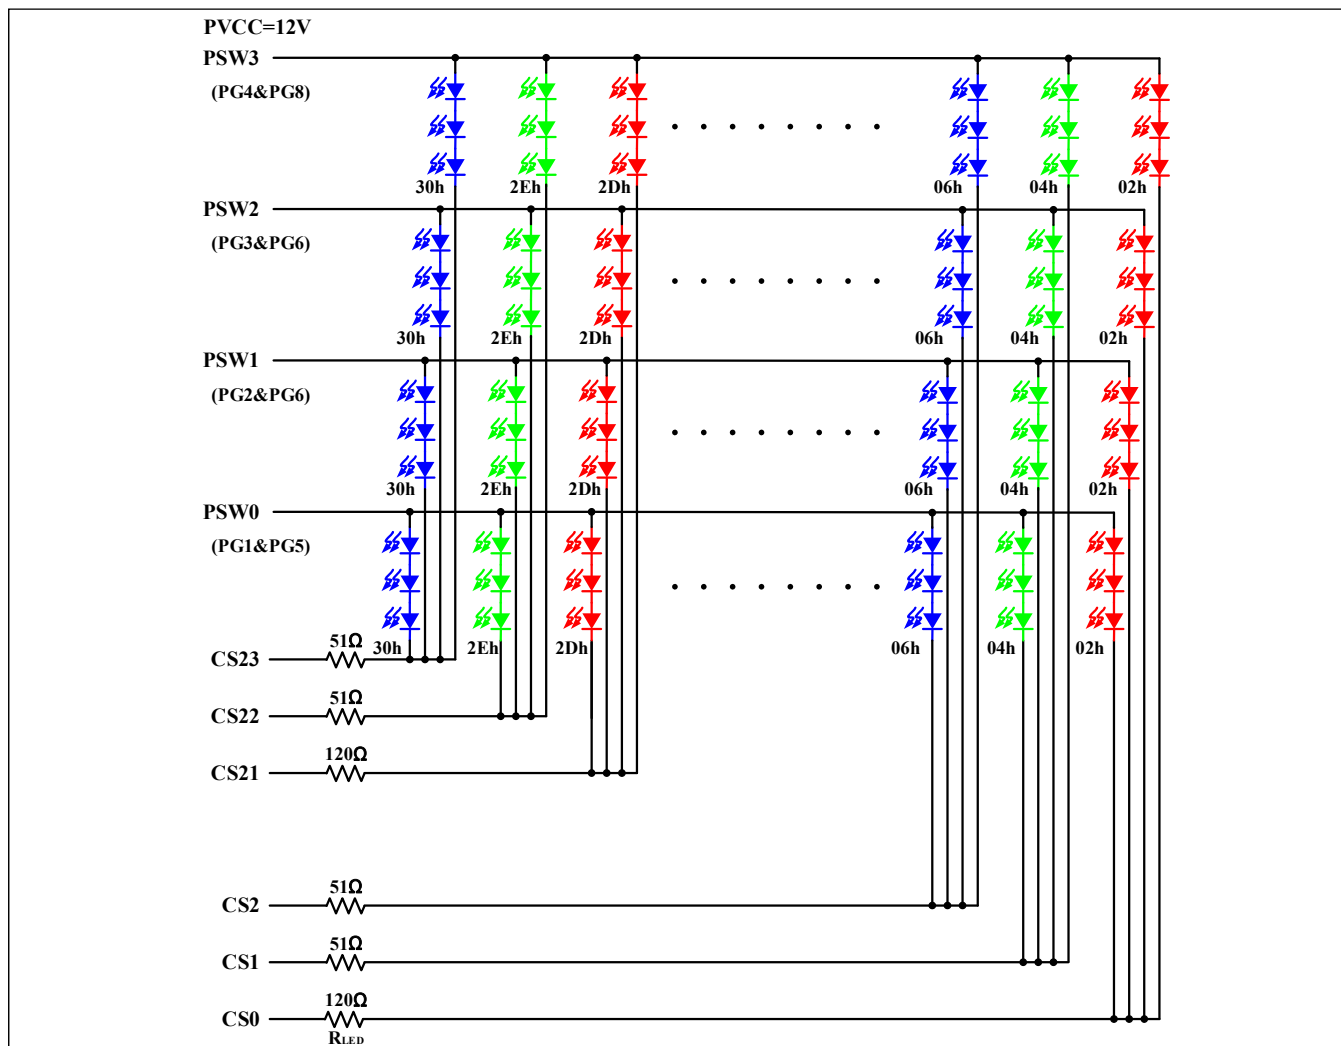 PVCC=12V
PSW3
(PG4&PG8)
30h 2Eh 2Dh 06h 04h 02h
PSW2
(PG3&PG6)
30h 2Eh 2Dh 06h 04h 02h
PSW1
(PG2&PG6)
30h 2Eh 2Dh 06h 04h 02h
PSW0
(PG1&PG5)
30h 2Eh 2Dh 06h 04h 02h
51Ω
CS23
51Ω
CS22
120Ω
CS21
51Ω
CS2
51Ω
CS1
120Ω
CS0
RLED